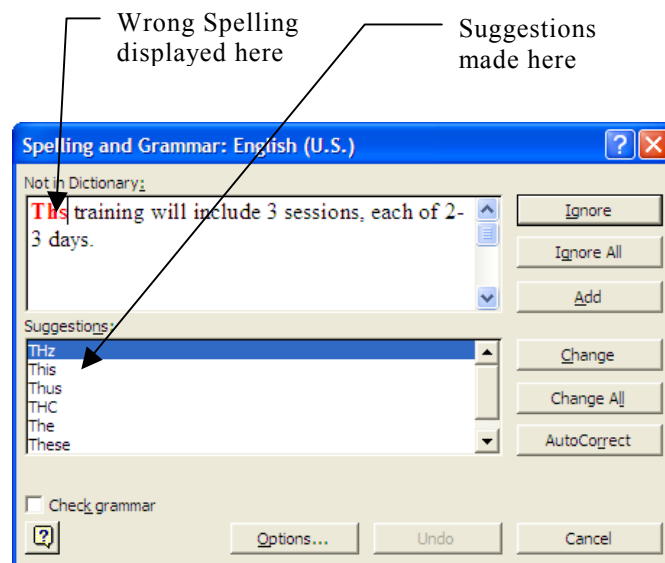 Wrong Spelling
displayed here
Suggestions
made here
Spelling and Grammar: English (U.S.)
Not in Dictionary:
Ths training will include 3 sessions, each of 2-
3 days.
Ignore
Ignore All
Add
Suggestions:
THz
This
Thus
THC
The
These
Change
Change All
AutoCorrect
Check grammar
Options...
Undo
Cancel